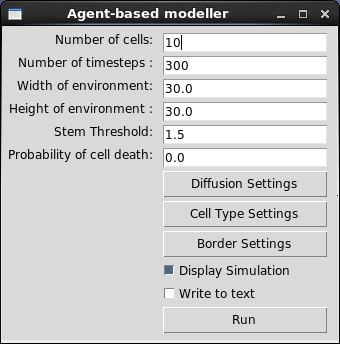 Agent-based modeller
Number of cells: 10
Number of timesteps : 300
Width of environment: 30.0
Height of environment : 30.0
Stem Threshold: 1.5
Probability of cell death: 0.0
Diffusion Settings
Cell Type Settings
Border Settings
Display Simulation
Write to text
Run